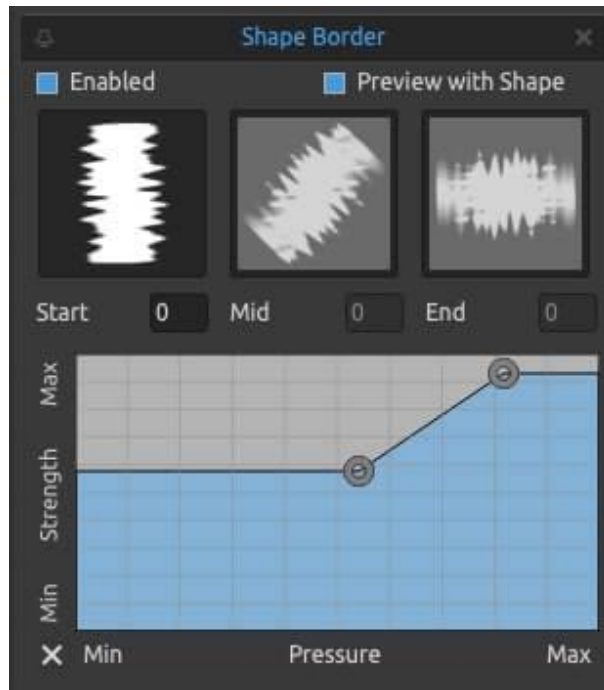 Shape Border
Enabled Preview with Shape
Start 0 Mid 0 End 0
Max
Strength
Min
Min Pressure Max